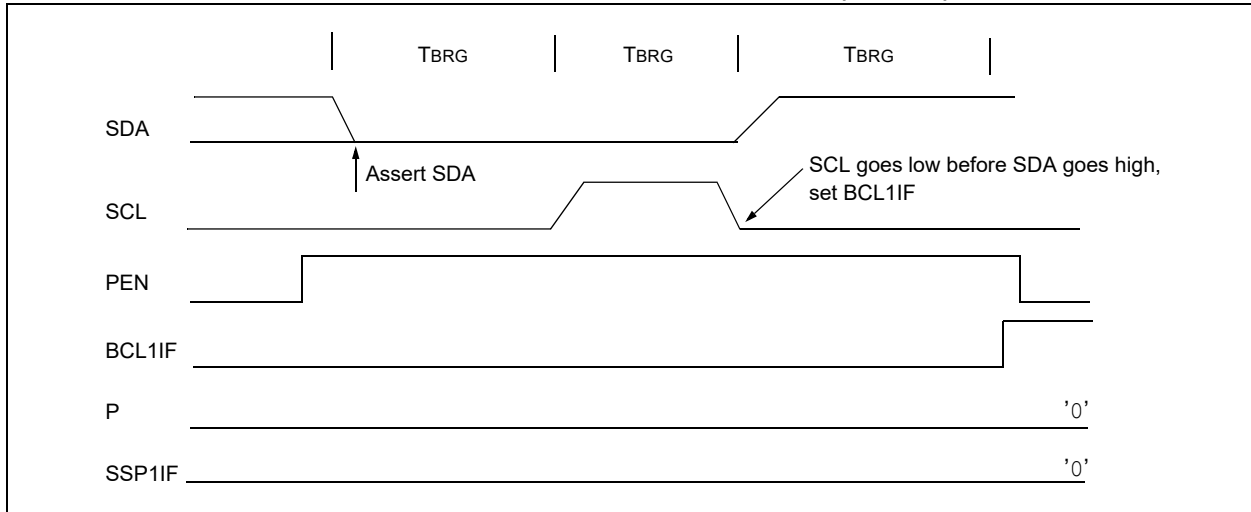 TBRG TBRG TBRG
SDA
Assert SDA
SCL goes low before SDA goes high,
set BCL1IF
SCL
PEN
BCL1IF
P '0'
SSP1IF '0'